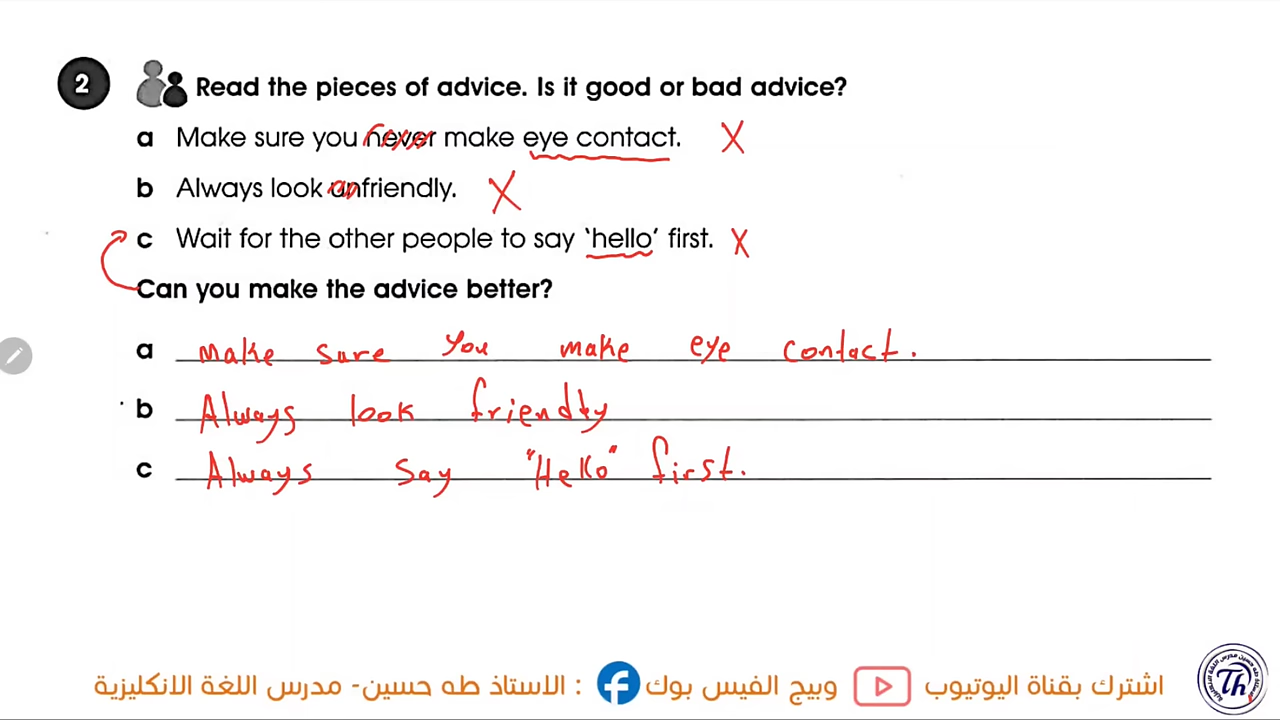 2 Read the pieces of advice. Is it good or bad advice?
a Make sure you never make eye contact. X
b Always look unfriendly. X
c Wait for the other people to say ‘hello’ first. X
Can you make the advice better?
a make sure you make eye contact.
b Always look friendly
c Always say "Hello" first.
اشترك بقناة اليوتيوب وبيج الفيس بوك : الاستاذ طه حسين- مدرس اللغة الانكليزية
Th